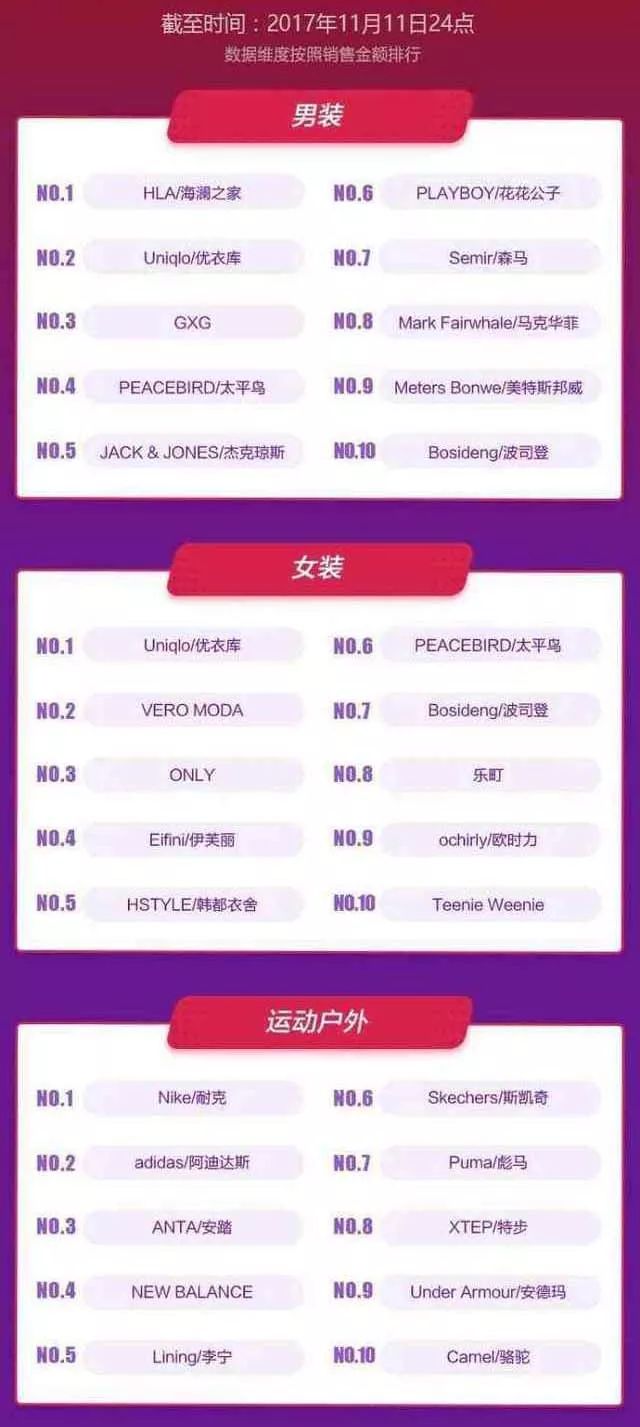 截至时间：2017年11月11日24点
数据维度按照销售金额排行
男装
NO.1 HLA/海澜之家 NO.6 PLAYBOY/花花公子
NO.2 Uniqlo/优衣库 NO.7 Semir/森马
NO.3 GXG NO.8 Mark Fairwhale/马克华菲
NO.4 PEACEBIRD/太平鸟 NO.9 Meters Bonwe/美特斯邦威
NO.5 JACK & JONES/杰克琼斯 NO.10 Bosideng/波司登
女装
NO.1 Uniqlo/优衣库 NO.6 PEACEBIRD/太平鸟
NO.2 VERO MODA NO.7 Bosideng/波司登
NO.3 ONLY NO.8 乐町
NO.4 Eifini/伊芙丽 NO.9 ochirly/欧时力
NO.5 HSTYLE/韩都衣舍 NO.10 Teenie Weenie
运动户外
NO.1 Nike/耐克 NO.6 Skechers/斯凯奇
NO.2 adidas/阿迪达斯 NO.7 Puma/彪马
NO.3 ANTA/安踏 NO.8 XTEP/特步
NO.4 NEW BALANCE NO.9 Under Armour/安德玛
NO.5 Lining/李宁 NO.10 Camel/骆驼